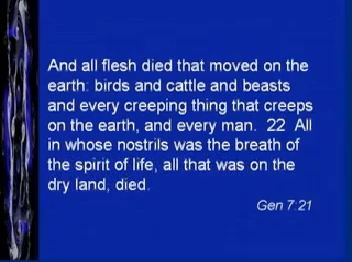 And all flesh died that moved on the
earth: birds and cattle and beasts
and every creeping thing that creeps
on the earth, and every man.  22  All
in whose nostrils was the breath of
the spirit of life, all that was on the
dry land, died.
Gen 7:21